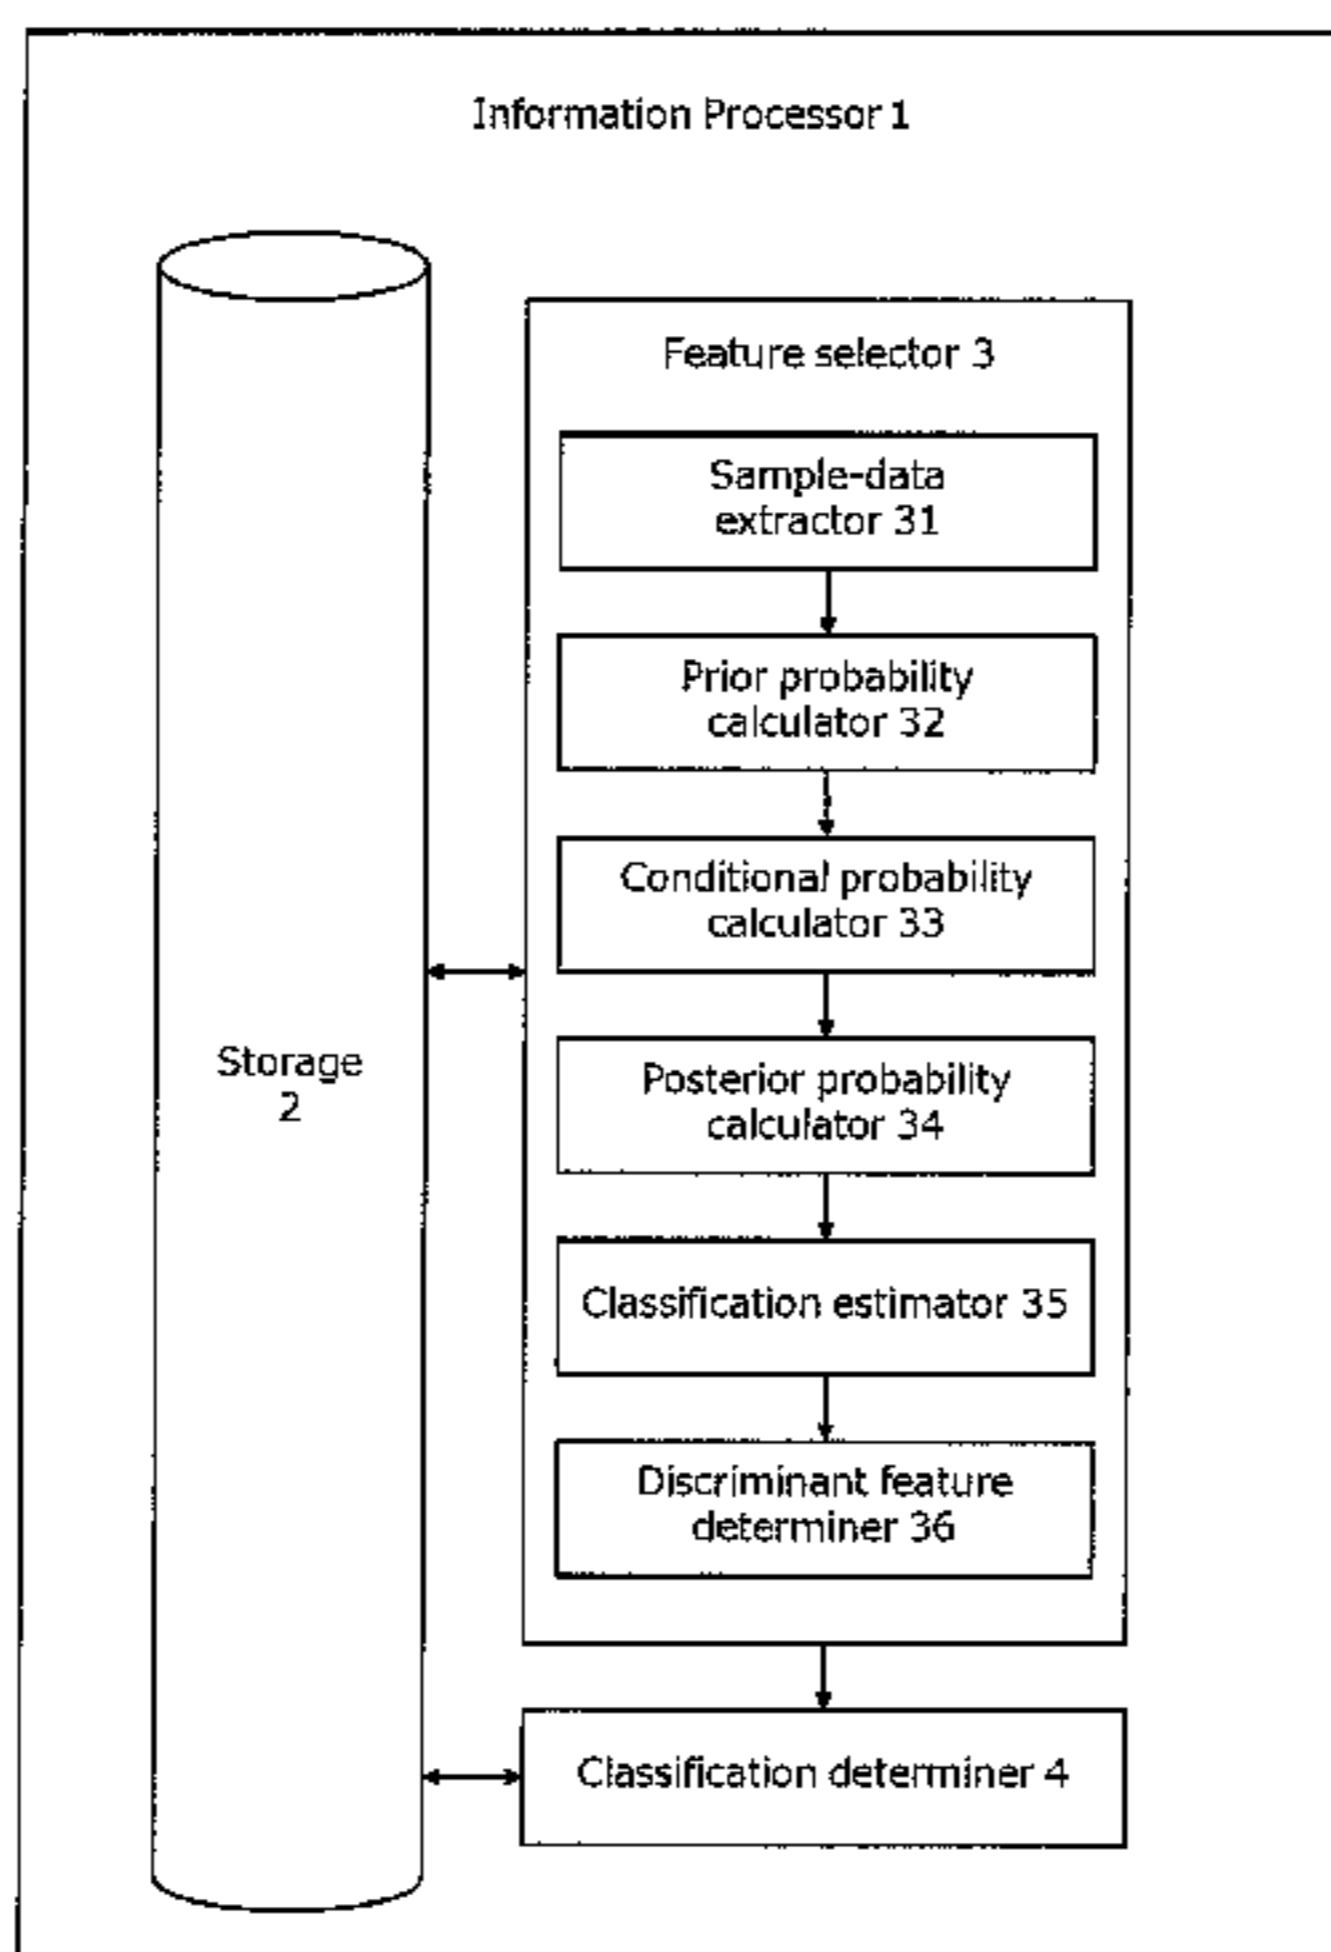 Information Processor 1
Feature selector 3
Sample-data
extractor 31
Prior probability
calculator 32
Conditional probability
calculator 33
Storage
2
Posterior probability
calculator 34
Classification estimator 35
Discriminant feature
determiner 36
Classification determiner 4